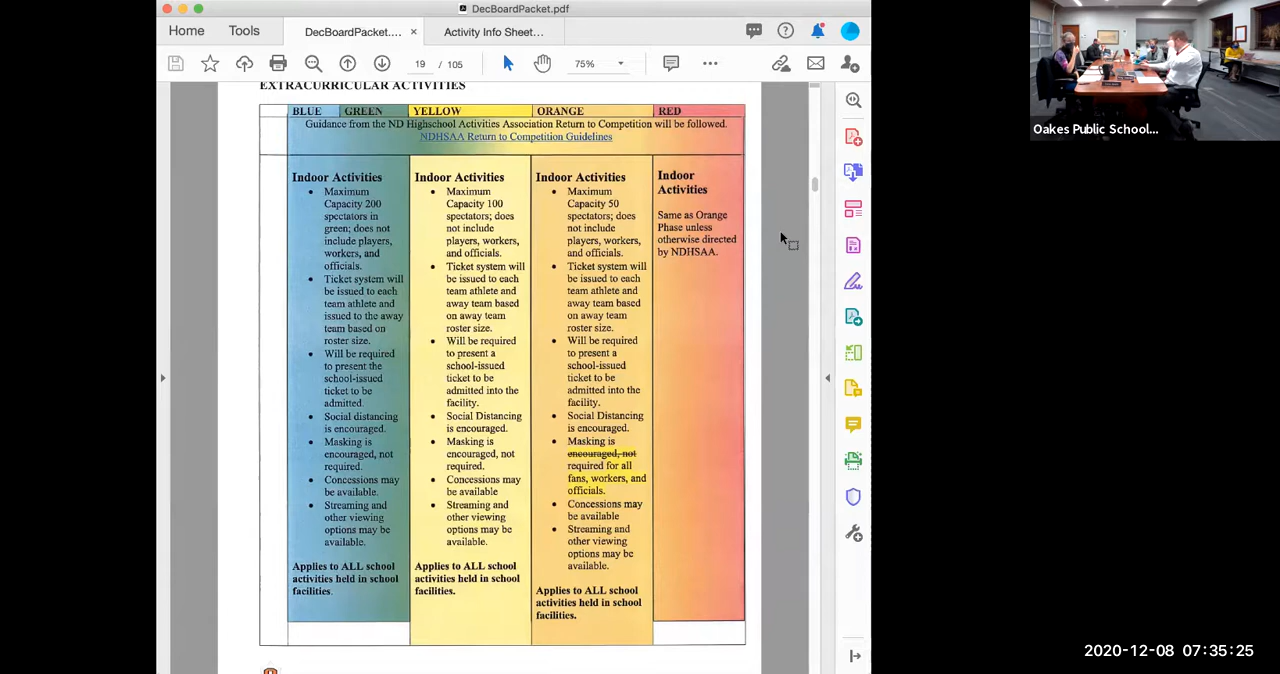 DecBoardPacket.pdf
Home Tools DecBoardPacket.... × Activity Info Sheet...
19 / 105 75%
EXTRACURRICULAR ACTIVITIES
BLUE GREEN YELLOW ORANGE RED
Guidance from the ND Highschool Activities Association Return to Competition will be followed.
NDHSAA Return to Competition Guidelines
Indoor Activities
• Maximum
Capacity 200
spectators in
green; does not
include players,
workers, and
officials.
• Ticket system will
be issued to each
team athlete and
issued to the away
team based on
roster size.
• Will be required
to present the
school-issued
ticket to be
admitted.
• Social distancing
is encouraged.
• Masking is
encouraged, not
required.
• Concessions may
be available.
• Streaming and
other viewing
options may be
available.
Applies to ALL school
activities held in school
facilities.
Indoor Activities
• Maximum
Capacity 100
spectators; does
not include
players, workers,
and officials.
• Ticket system will
be issued to each
team athlete and
away team based
on away team
roster size.
• Will be required
to present a
school-issued
ticket to be
admitted into the
facility.
• Social Distancing
is encouraged.
• Masking is
encouraged, not
required.
• Concessions may
be available
• Streaming and
other viewing
options may be
available.
Applies to ALL school
activities held in school
facilities.
Indoor Activities
• Maximum
Capacity 50
spectators; does
not include
players, workers,
and officials.
• Ticket system will
be issued to each
team athlete and
away team based
on away team
roster size.
• Will be required
to present a
school-issued
ticket to be
admitted into the
facility.
• Social Distancing
is encouraged.
• Masking is
encouraged, not
required for all
fans, workers, and
officials.
• Concessions may
be available
• Streaming and
other viewing
options may be
available.
Applies to ALL school
activities held in school
facilities.
Indoor
Activities
Same as Orange
Phase unless
otherwise directed
by NDHSAA.
Oakes Public School...
2020-12-08 07:35:25